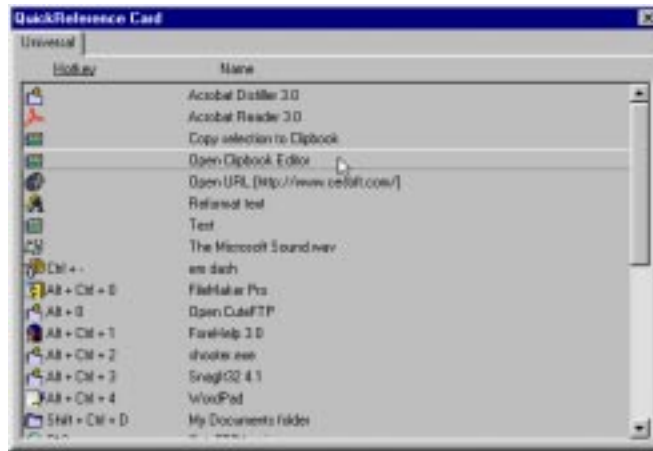 QuickReference Card
Universal
Hotkey Name
Acrobat Distiller 3.0
Acrobat Reader 3.0
Copy selection to Clipbook
Open Clipbook Editor
Open URL [http://www. .com/]
Reformat text
Text
The Microsoft Sound.wav
Ctrl + - em dash
Alt + Ctrl + 0 FileMaker Pro
Alt + 0 Open CuteFTP
Alt + Ctrl + 1 ForeHelp 3.0
Alt + Ctrl + 2 shooter.exe
Alt + Ctrl + 3 SnagIt32 4.1
Alt + Ctrl + 4 WordPad
Shift + Ctrl + D My Documents folder